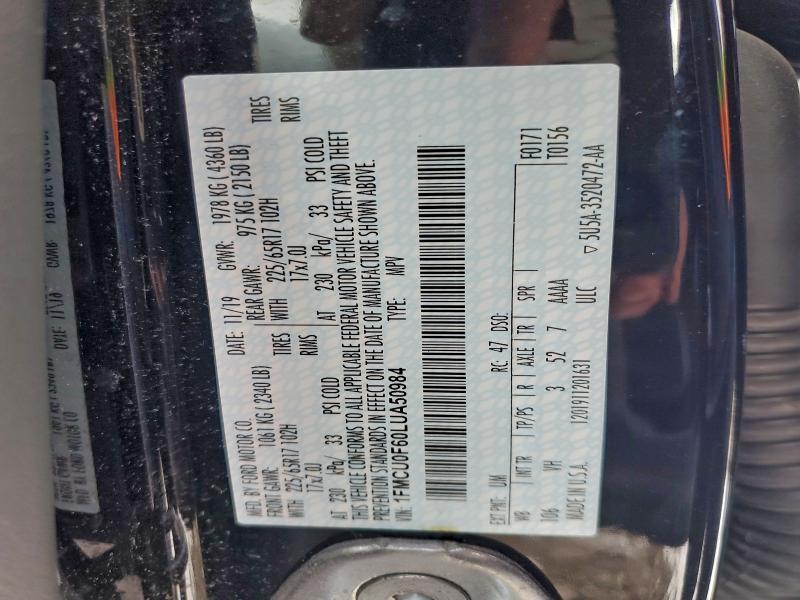 MFD. BY FORD MOTOR CO. DATE: 11/19 GVWR: 1978 KG ( 4360 LB)
FRONT GAWR: 1061 KG ( 2340 LB) REAR GAWR: 975 KG ( 2150 LB)
WITH 225/65R17 102H TIRES WITH 225/65R17 102H TIRES
17x7.0J RIMS 17x7.0J RIMS
AT 230 kPa/ 33 PSI COLD AT 230 kPa/ 33 PSI COLD
THIS VEHICLE CONFORMS TO ALL APPLICABLE FEDERAL MOTOR VEHICLE SAFETY AND THEFT
PREVENTION STANDARDS IN EFFECT ON THE DATE OF MANUFACTURE SHOWN ABOVE.
VIN: 1FMCU0F60LUA50984 TYPE: MPV
F0171
T0156
EXT PNT: UM RC: 47 DSO:
WB INT TR TP/PS R AXLE TR SPR
106 VH 3 52 7 AAAA
MADE IN U.S.A. 1201911201631 ULC
▽ 5U5A-3520472-AA